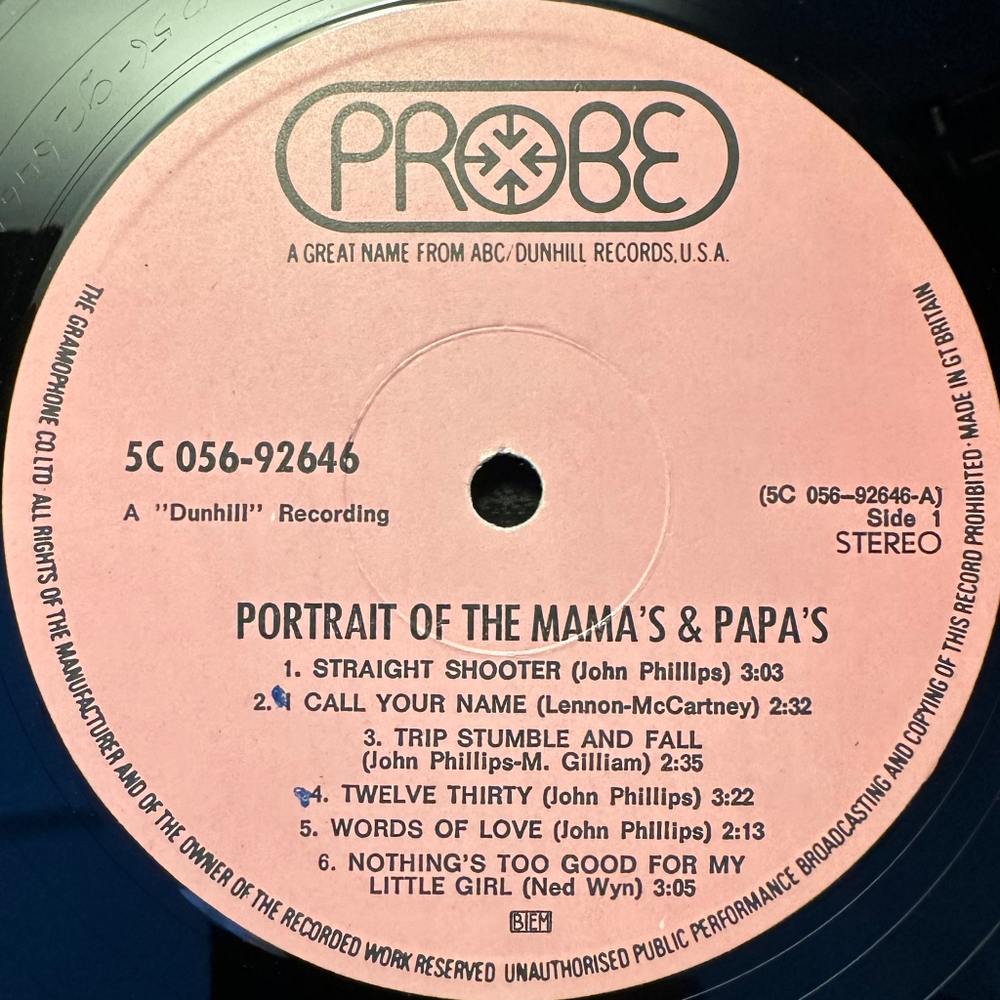 PROBE
A GREAT NAME FROM ABC/DUNHILL RECORDS, U.S.A.
THE GRAMOPHONE CO. LTD · ALL RIGHTS OF THE MANUFACTURER AND OF THE OWNER OF THE RECORDED WORK RESERVED UNAUTHORISED PUBLIC PERFORMANCE BROADCASTING AND COPYING OF THIS RECORD PROHIBITED · MADE IN GT BRITAIN
5C 056-92646
A "Dunhill" Recording
(5C 056-92646-A)
Side 1
STEREO
PORTRAIT OF THE MAMA'S & PAPA'S
1. STRAIGHT SHOOTER (John Phillips) 3:03
2. I CALL YOUR NAME (Lennon-McCartney) 2:32
3. TRIP STUMBLE AND FALL
(John Phillips-M. Gilliam) 2:35
4. TWELVE THIRTY (John Phillips) 3:22
5. WORDS OF LOVE (John Phillips) 2:13
6. NOTHING'S TOO GOOD FOR MY
LITTLE GIRL (Ned Wyn) 3:05
BIEM